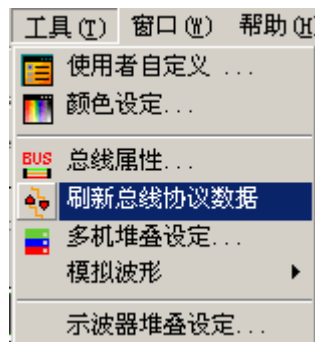 工具(T) 窗口(W) 帮助(H
使用者自定义 ...
颜色设定...
BUS 总线属性...
刷新总线协议数据
多机堆叠设定...
模拟波形
示波器堆叠设定...